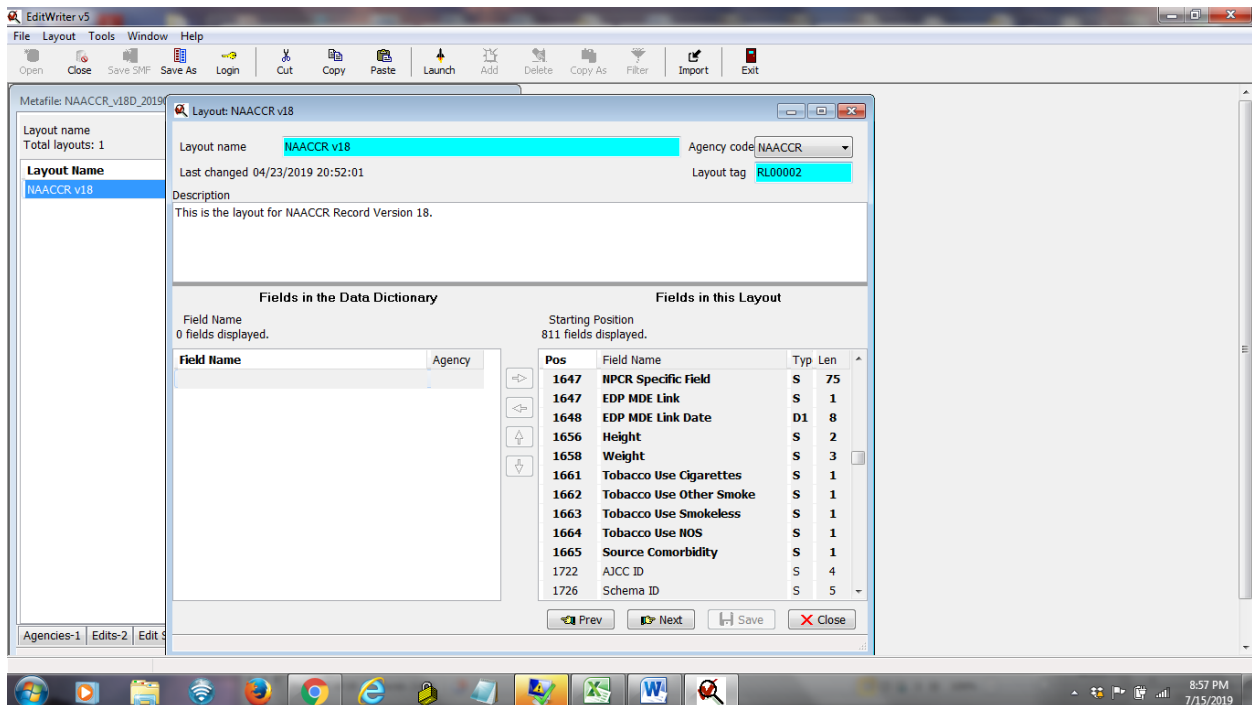 EditWriter v5
File Layout Tools Window Help
Open Close Save SMF Save As Login Cut Copy Paste Launch Add Delete Copy As Filter Import Exit
Metafile: NAACCR_v18D_2019
Layout name
Total layouts: 1
Layout Name
NAACCR v18
Agencies-1 Edits-2 Edit S
Layout: NAACCR v18
Layout name NAACCR v18 Agency code NAACCR
Last changed 04/23/2019 20:52:01 Layout tag RL00002
Description
This is the layout for NAACCR Record Version 18.
Fields in the Data Dictionary
Field Name
0 fields displayed.
Field Name Agency
Fields in this Layout
Starting Position
811 fields displayed.
Pos Field Name Typ Len
1647 NPCR Specific Field S 75
1647 EDP MDE Link S 1
1648 EDP MDE Link Date D1 8
1656 Height S 2
1658 Weight S 3
1661 Tobacco Use Cigarettes S 1
1662 Tobacco Use Other Smoke S 1
1663 Tobacco Use Smokeless S 1
1664 Tobacco Use NOS S 1
1665 Source Comorbidity S 1
1722 AJCC ID S 4
1726 Schema ID S 5
Prev Next Save Close
8:57 PM
7/15/2019